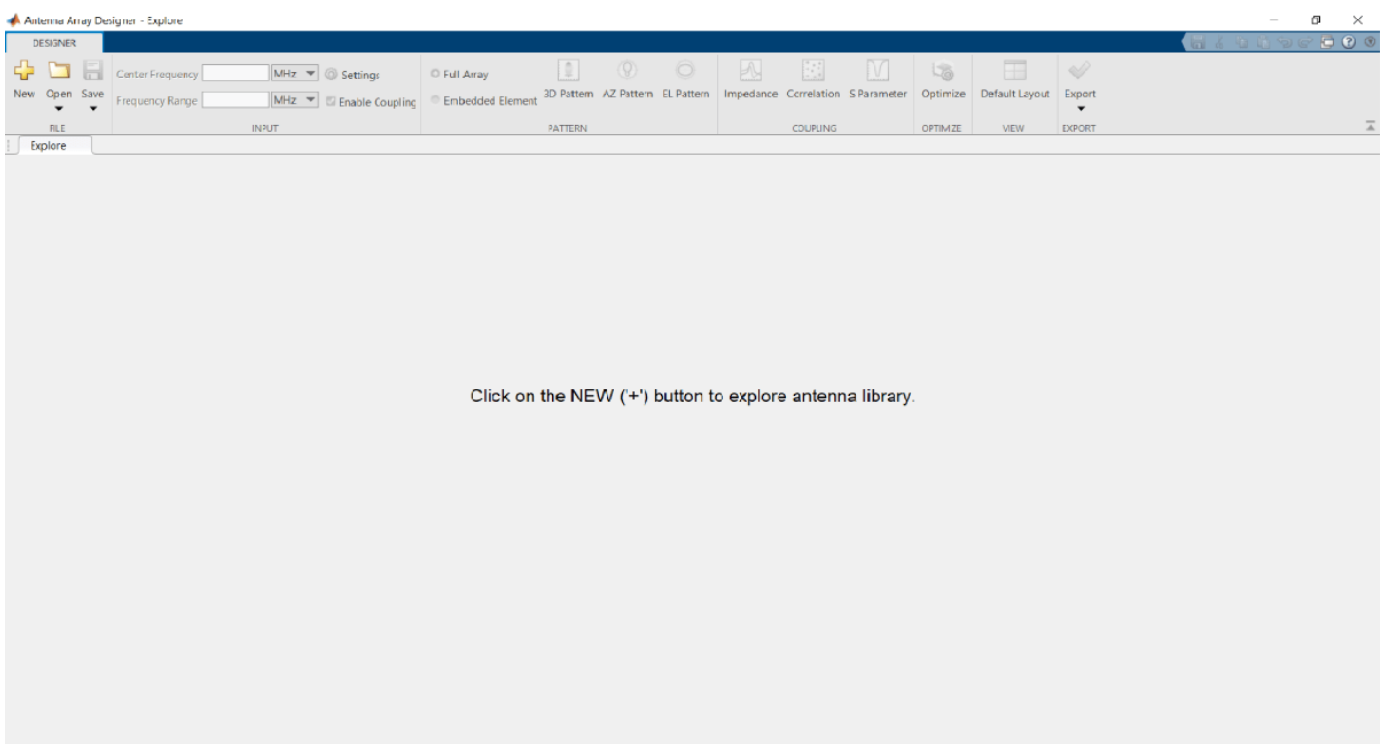 Antenna Array Designer - Explore
DESIGNER
New Open Save
FILE
Center Frequency MHz Settings
Frequency Range MHz Enable Coupling
INPUT
Full Array
Embedded Element
3D Pattern AZ Pattern EL Pattern
PATTERN
Impedance Correlation S Parameter
COUPLING
Optimize
OPTIMIZE
Default Layout
VIEW
Export
EXPORT
Explore
Click on the NEW ('+') button to explore antenna library.